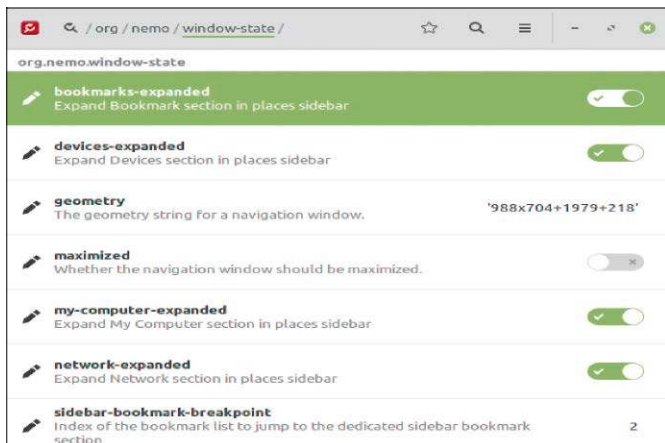 / org / nemo / window-state /
org.nemo.window-state
bookmarks-expanded
Expand Bookmark section in places sidebar
devices-expanded
Expand Devices section in places sidebar
geometry
The geometry string for a navigation window.
'988x704+1979+218'
maximized
Whether the navigation window should be maximized.
my-computer-expanded
Expand My Computer section in places sidebar
network-expanded
Expand Network section in places sidebar
sidebar-bookmark-breakpoint
Index of the bookmark list to jump to the dedicated sidebar bookmark
section
2